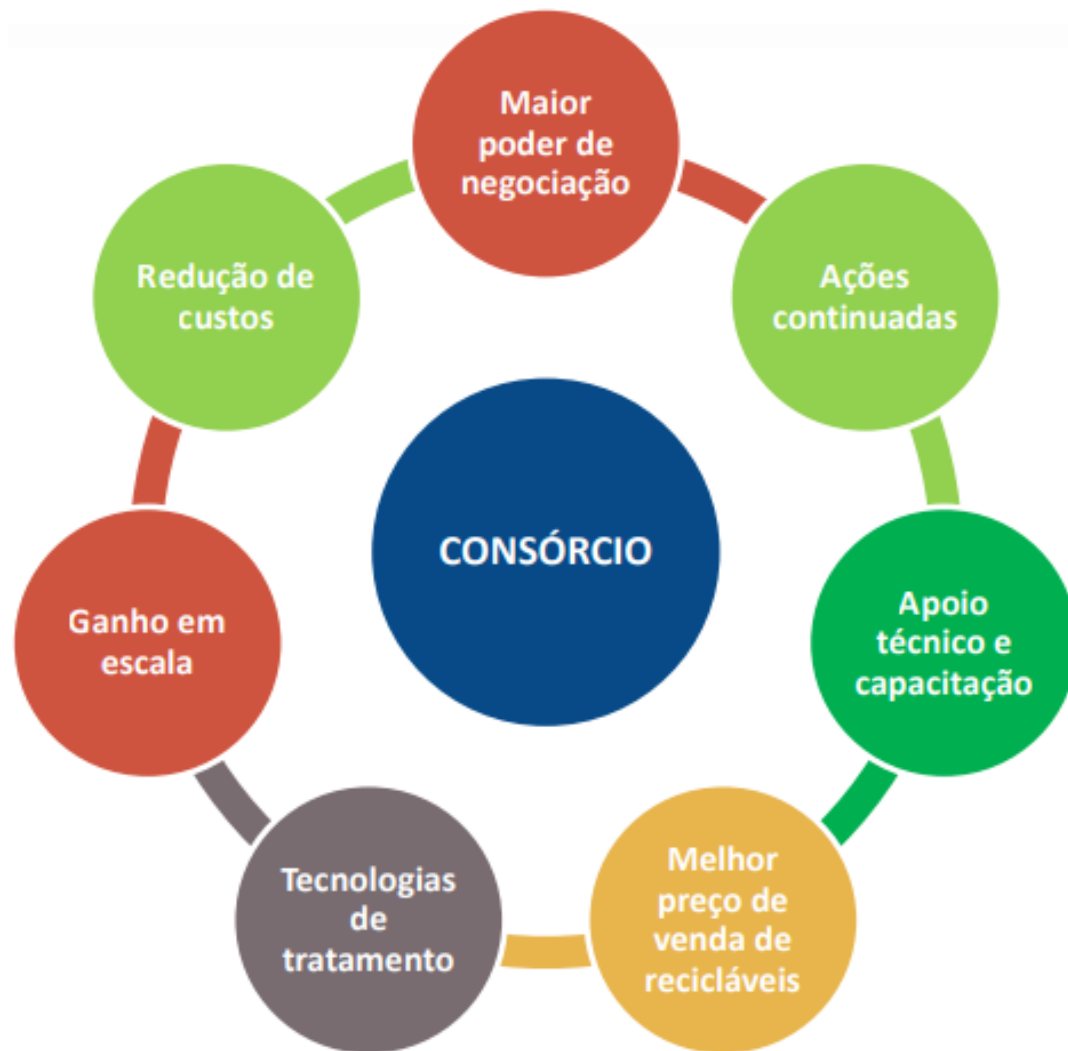 Maior
poder de
negociação
Ações
continuadas
Apoio
técnico e
capacitação
Melhor
preço de
venda de
recicláveis
Tecnologias
de
tratamento
Ganho em
escala
Redução de
custos
CONSÓRCIO